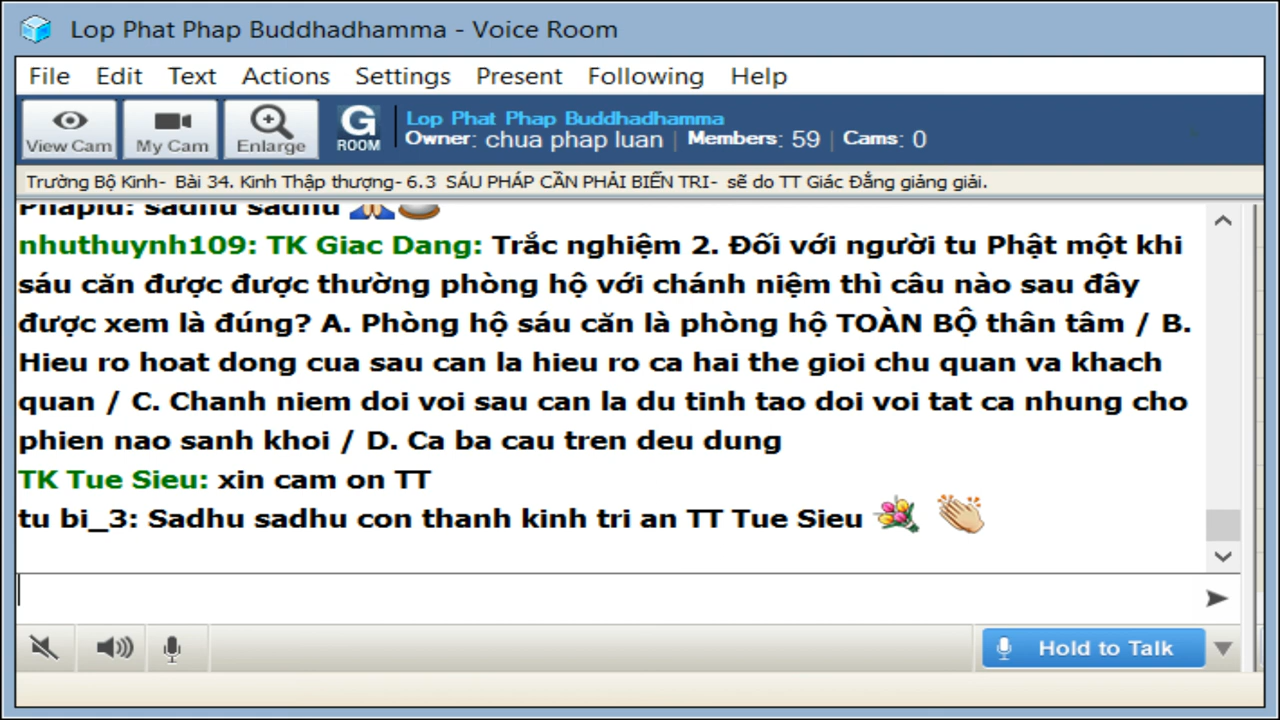 Lop Phat Phap Buddhadhamma - Voice Room
File Edit Text Actions Settings Present Following Help
View Cam My Cam Enlarge G ROOM
Lop Phat Phap Buddhadhamma
Owner: chua phap luan | Members: 59 | Cams: 0
Trường Bộ Kinh- Bài 34. Kinh Thập thượng- 6.3 SÁU PHÁP CẦN PHẢI BIẾN TRI- sẽ do TT Giác Đẳng giảng giải.
Phaplu: sadhu sadhu
nhuthuynh109: TK Giac Dang: Trắc nghiệm 2. Đối với người tu Phật một khi
sáu căn được được thường phòng hộ với chánh niệm thì câu nào sau đây
được xem là đúng? A. Phòng hộ sáu căn là phòng hộ TOÀN BỘ thân tâm / B.
Hieu ro hoat dong cua sau can la hieu ro ca hai the gioi chu quan va khach
quan / C. Chanh niem doi voi sau can la du tinh tao doi voi tat ca nhung cho
phien nao sanh khoi / D. Ca ba cau tren deu dung
TK Tue Sieu: xin cam on TT
tu bi_3: Sadhu sadhu con thanh kinh tri an TT Tue Sieu
Hold to Talk